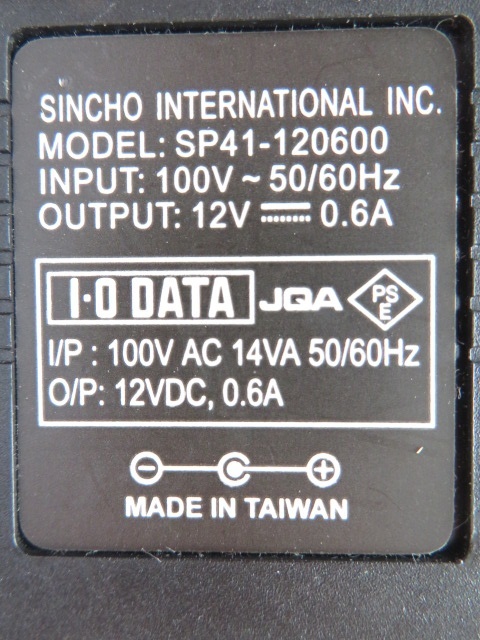 SINCHO INTERNATIONAL INC.
MODEL: SP41-120600
INPUT: 100V ~ 50/60Hz
OUTPUT: 12V ⎓ 0.6A
I·O DATA JQA PSE
I/P : 100V AC 14VA 50/60Hz
O/P: 12VDC, 0.6A
MADE IN TAIWAN